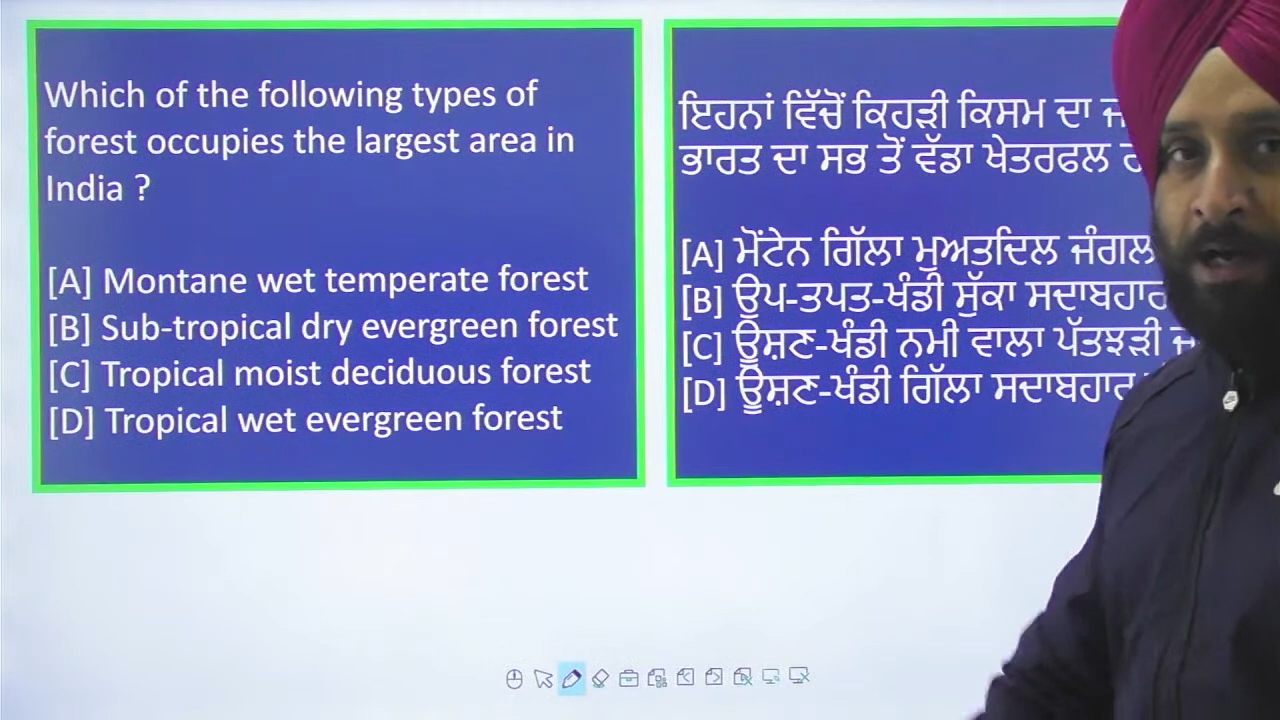 Which of the following types of
forest occupies the largest area in
India ?
[A] Montane wet temperate forest
[B] Sub-tropical dry evergreen forest
[C] Tropical moist deciduous forest
[D] Tropical wet evergreen forest
ਇਹਨਾਂ ਵਿੱਚੋਂ ਕਿਹੜੀ ਕਿਸਮ ਦਾ
ਭਾਰਤ ਦਾ ਸਭ ਤੋਂ ਵੱਡਾ ਖੇਤਰਫਲ
[A] ਮੋਂਟੇਨ ਗਿੱਲਾ ਮੁਅਤਦਿਲ ਜੰਗਲ
[B] ਉਪ-ਤਪਤ-ਖੰਡੀ ਸੁੱਕਾ ਸਦਾਬਹਾਰ
[C] ਊਸ਼ਣ-ਖੰਡੀ ਨਮੀ ਵਾਲਾ ਪੱਤਝੜੀ
[D] ਊਸ਼ਣ-ਖੰਡੀ ਗਿੱਲਾ ਸਦਾਬਹਾਰ